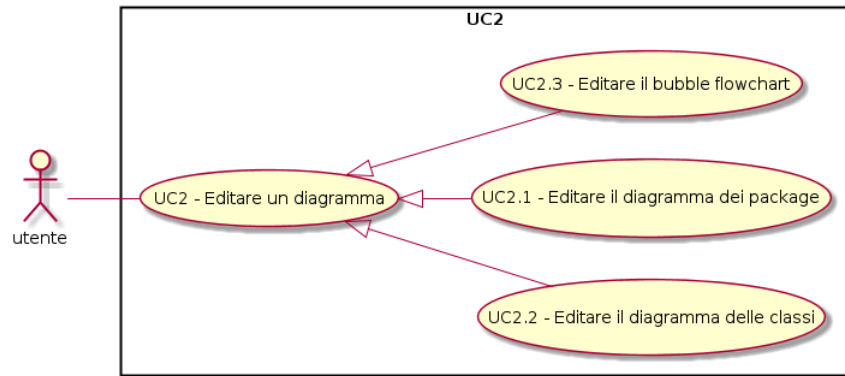 UC2
UC2.3 - Editare il bubble flowchart
UC2 - Editare un diagramma
UC2.1 - Editare il diagramma dei package
utente
UC2.2 - Editare il diagramma delle classi